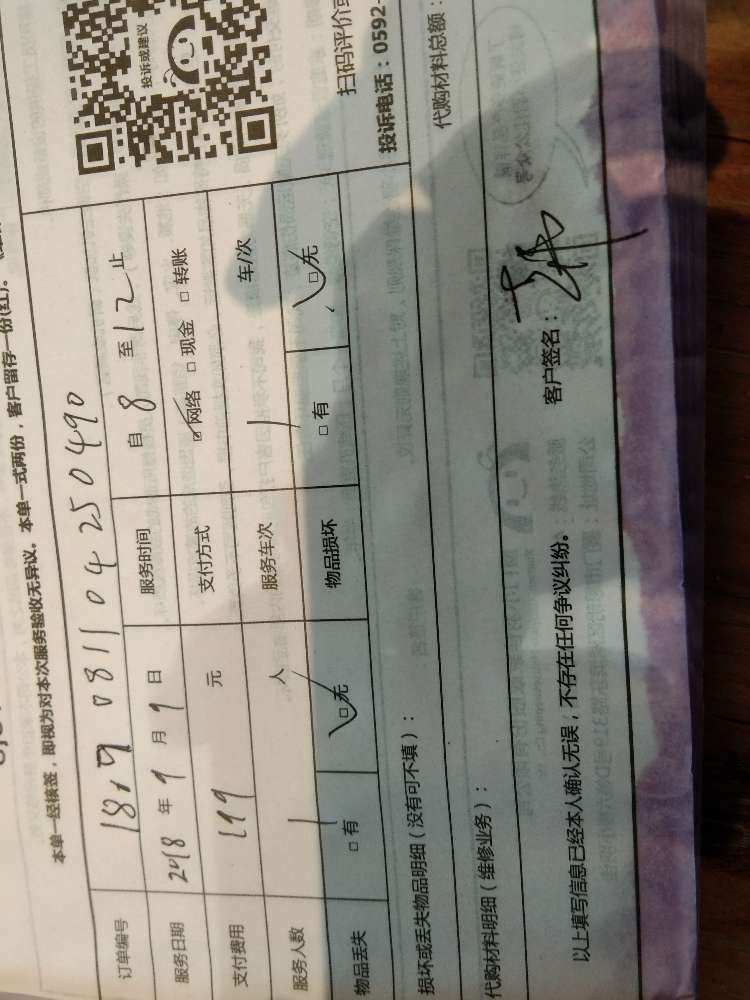 本单一经核签，即视为对本次服务验收无异议。本单一式两份，客户留存一份(红)。
订单编号
服务日期 2018 年 9 月 9 日 服务时间 自 8 至 12 止
支付费用 199 元 支付方式 ☑网络 □现金 □转账
服务人数 1 人 服务车次 1 车/次
物品丢失 □有 ☑无 物品损坏 □有 ☑无
投诉或建议
扫码评价或
投诉电话：0592-
损坏或丢失物品明细（没有可不填）：
代购材料明细（维修业务）：
代购材料总额：
以上填写信息已经本人确认无误，不存在任何争议纠纷。 客户签名：